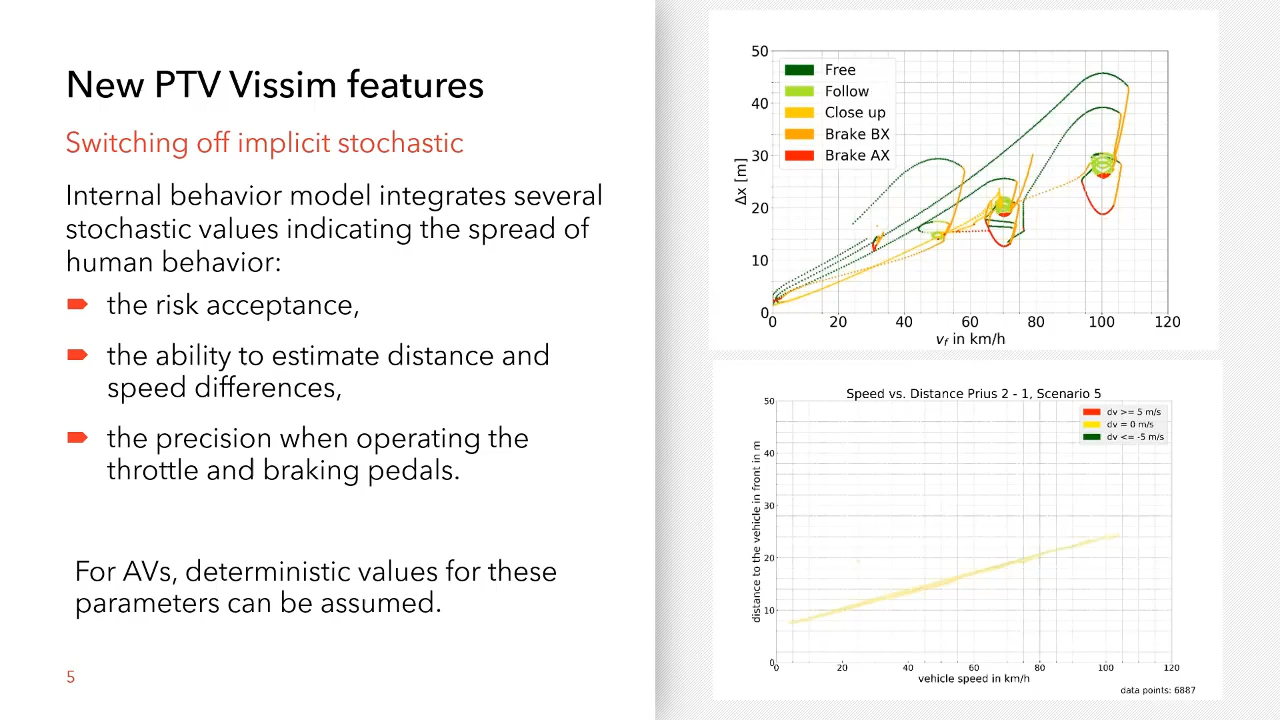 New PTV Vissim features
Switching off implicit stochastic
Internal behavior model integrates several
stochastic values indicating the spread of
human behavior:
the risk acceptance,
the ability to estimate distance and
speed differences,
the precision when operating the
throttle and braking pedals.
For AVs, deterministic values for these
parameters can be assumed.
5
50
40
30
20
10
0
Δx [m]
Free
Follow
Close up
Brake BX
Brake AX
0 20 40 60 80 100 120
v_f in km/h
Speed vs. Distance Prius 2 - 1, Scenario 5
50
40
30
20
10
0
distance to the vehicle in front in m
dv >= 5 m/s
dv = 0 m/s
dv <= -5 m/s
0 20 40 60 80 100 120
vehicle speed in km/h
data points: 6887